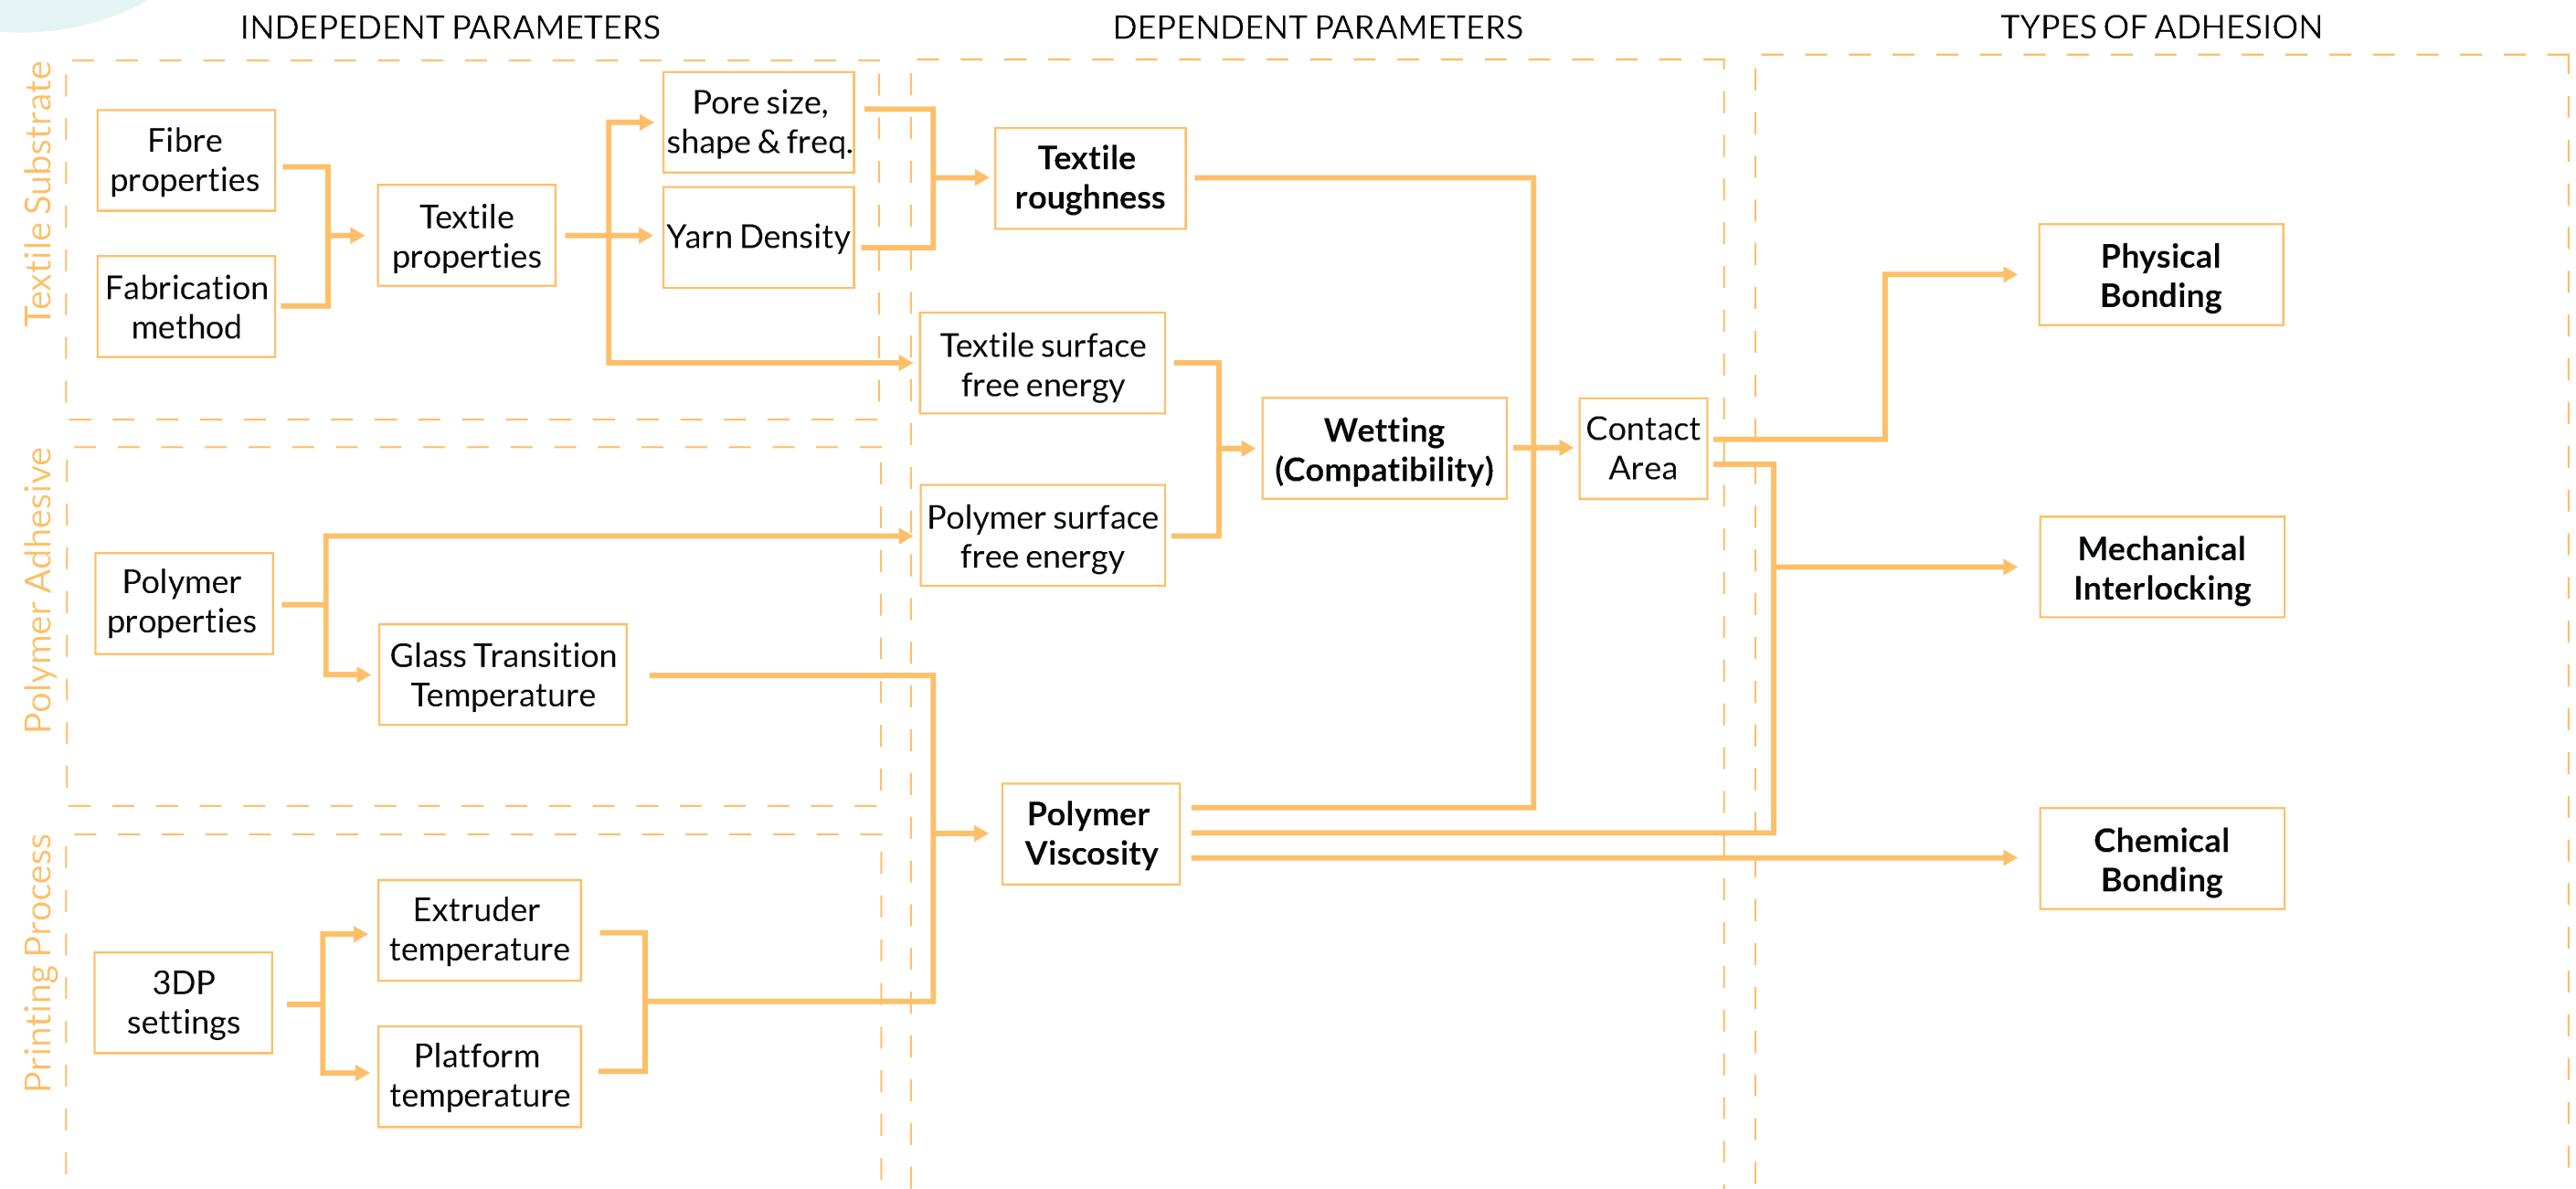 INDEPEDENT PARAMETERS
DEPENDENT PARAMETERS
TYPES OF ADHESION
Textile Substrate
Fibre
properties
Fabrication
method
Textile
properties
Pore size,
shape & freq.
Yarn Density
Textile
roughness
Textile surface
free energy
Wetting
(Compatibility)
Contact
Area
Physical
Bonding
Polymer Adhesive
Polymer
properties
Glass Transition
Temperature
Polymer surface
free energy
Mechanical
Interlocking
Printing Process
3DP
settings
Extruder
temperature
Platform
temperature
Polymer
Viscosity
Chemical
Bonding